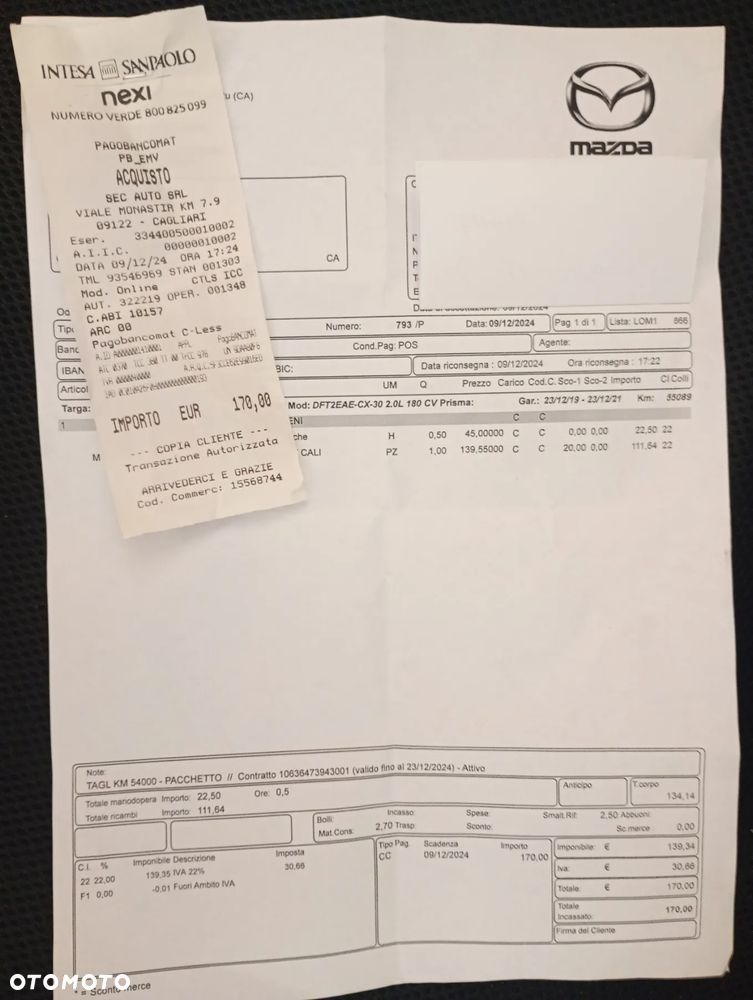 INTESA SANPAOLO
nexi
NUMERO VERDE 800 825 099
PAGOBANCOMAT
PB_EMV
ACQUISTO
SEC AUTO SRL
VIALE MONASTIR KM 7.9
09122 - CAGLIARI
Eser. 334400500010002
A.I.I.C. 00000010002
DATA 09/12/24 ORA 17:24
TML 93546969 STAN 001303
Mod. Online CTLS ICC
AUT. 322219 OPER. 001348
C.ABI 10157
ARC 00
Pagobancomat C-Less
APPL PagoBANCOMAT
IMPORTO EUR 170,00
--- COPIA CLIENTE ---
Transazione Autorizzata
ARRIVEDERCI E GRAZIE
Cod. Commerc: 15568744
(CA)
mazda
CA
Numero: 793 /P Data: 09/12/2024 Pag 1 di 1 Lista: LOM1 866
Banc Cond.Pag: POS Agente:
IBAN BIC: Data riconsegna : 09/12/2024 Ora riconsegna : 17:22
Articol UM Q Prezzo Carico Cod.C. Sco-1 Sco-2 Importo CI Colli
Targa: Mod: DFT2EAE-CX-30 2.0L 180 CV Prisma: Gar.: 23/12/19 - 23/12/21 Km: 55089
1 ENI C C
che H 0,50 45,00000 C C 0,00 0,00 22,50 22
M CALI PZ 1,00 139,55000 C C 20,00 0,00 111,64 22
Note:
TAGL KM 54000 - PACCHETTO // Contratto 10636473943001 (valido fino al 23/12/2024) - Attivo
Totale manodopera Importo: 22,50 Ore: 0,5 Anticipo T.corpo 134,14
Totale ricambi Importo: 111,64
Bolli: Incasso: Spese: Smalt.Rif: 2,50 Abbuoni:
Mat.Cons: 2,70 Trasp: Sconto: Sc.merce 0,00
C.I. % Imponibile Descrizione Imposta
22 22,00 139,35 IVA 22% 30,66
F1 0,00 -0,01 Fuori Ambito IVA
Tipo Pag. Scadenza Importo
CC 09/12/2024 170,00
Imponibile: € 139,34
Iva: € 30,66
Totale: € 170,00
Totale Incassato: 170,00
Firma del Cliente
* = Sconto merce
OTOMOTO